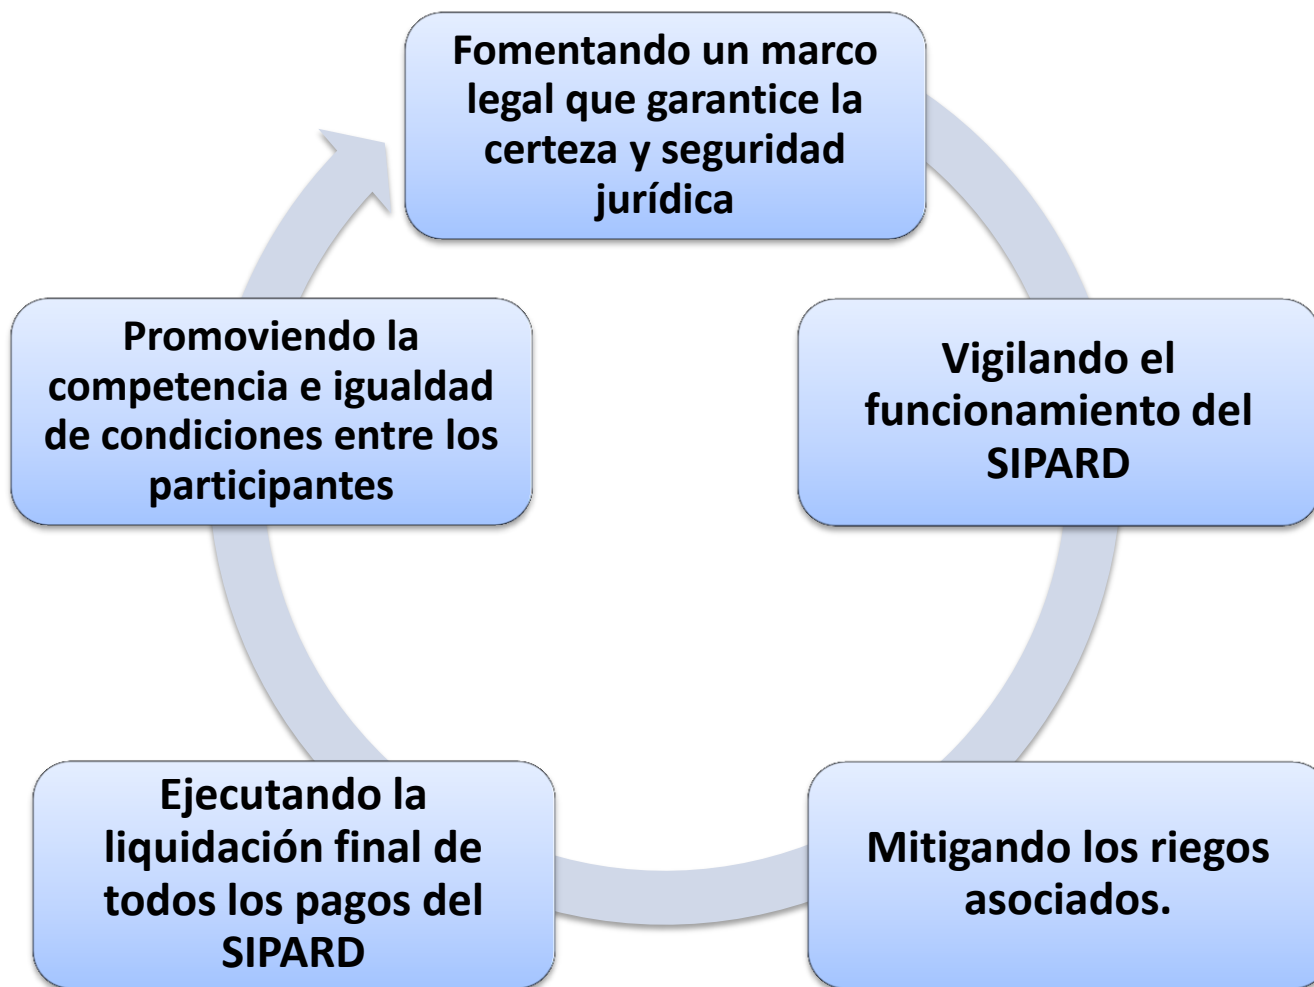 Fomentando un marco
legal que garantice la
certeza y seguridad
jurídica
Vigilando el
funcionamiento del
SIPARD
Mitigando los riegos
asociados.
Ejecutando la
liquidación final de
todos los pagos del
SIPARD
Promoviendo la
competencia e igualdad
de condiciones entre los
participantes